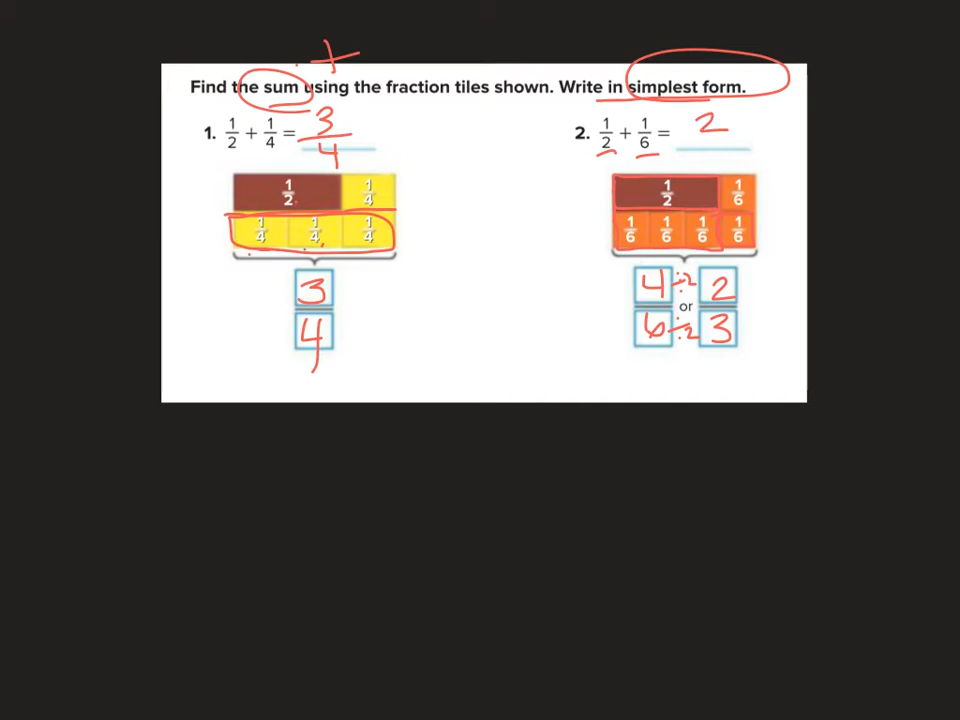 +
Find the sum using the fraction tiles shown. Write in simplest form.
1. 1/2 + 1/4 = 3/4
2. 1/2 + 1/6 = 2
1/2 1/4
1/4 1/4 1/4
3
4
1/2 1/6
1/6 1/6 1/6 1/6
4 ÷2 2
or
6 ÷2 3